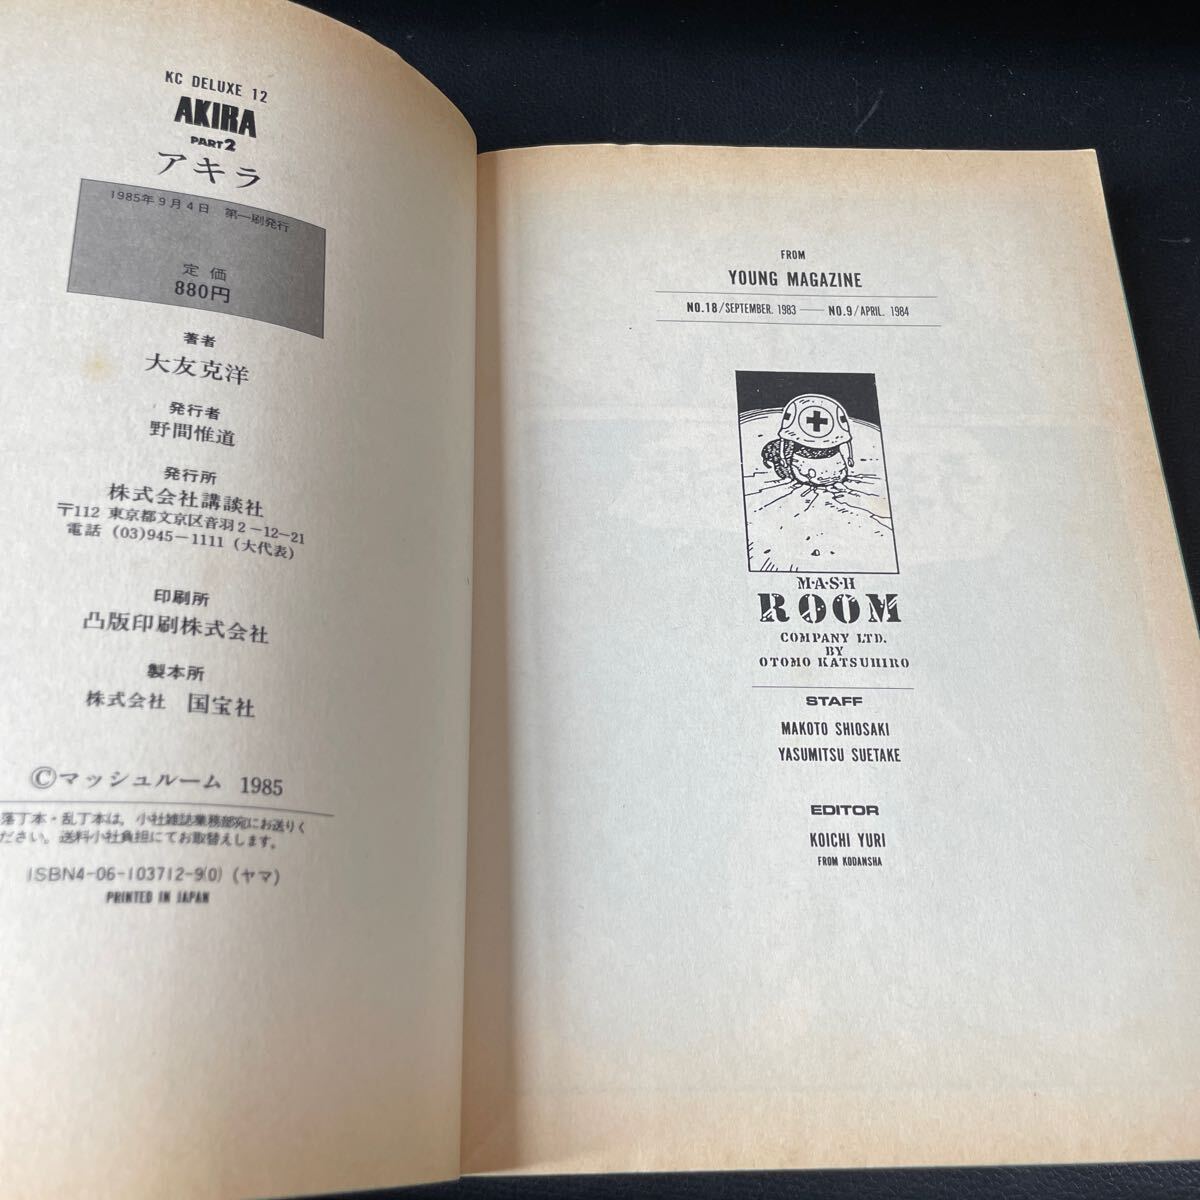 KC DELUXE 12
AKIRA
PART2
アキラ
1985年9月4日 第一刷発行
定価
880円
著者
大友克洋
発行者
野間惟道
発行所
株式会社講談社
〒112 東京都文京区音羽2-12-21
電話 (03)945-1111 (大代表)
印刷所
凸版印刷株式会社
製本所
株式会社 国宝社
©マッシュルーム 1985
落丁本・乱丁本は、小社雑誌業務部宛にお送りく
ださい。送料小社負担にてお取替えします。
ISBN4-06-103712-9(0) (ヤマ)
PRINTED IN JAPAN
FROM
YOUNG MAGAZINE
NO.18/SEPTEMBER. 1983 — NO.9/APRIL. 1984
M·A·S·H
ROOM
COMPANY LTD.
BY
OTOMO KATSUHIRO
STAFF
MAKOTO SHIOSAKI
YASUMITSU SUETAKE
EDITOR
KOICHI YURI
FROM KODANSHA